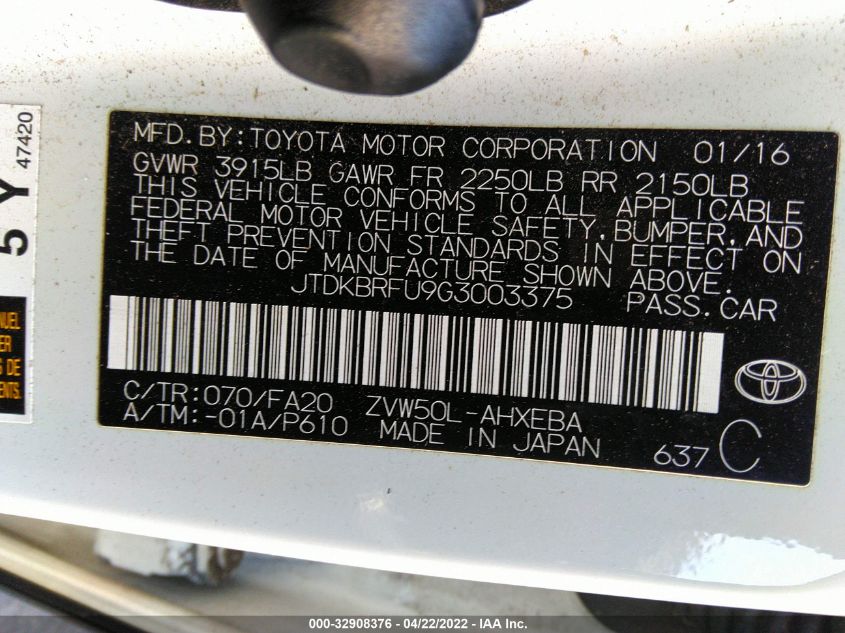 MFD.BY:TOYOTA MOTOR CORPORATION 01/16
GVWR 3915LB GAWR FR 2250LB RR 2150LB
THIS VEHICLE CONFORMS TO ALL APPLICABLE
FEDERAL MOTOR VEHICLE SAFETY,BUMPER,AND
THEFT PREVENTION STANDARDS IN EFFECT ON
THE DATE OF MANUFACTURE SHOWN ABOVE.
JTDKBRFU9G3003375 PASS.CAR
C/TR:070/FA20 ZVW50L-AHXEBA
A/TM:-01A/P610 MADE IN JAPAN
637 C
5 Y
47420
DE
000-32908376 - 04/22/2022 - IAA Inc.